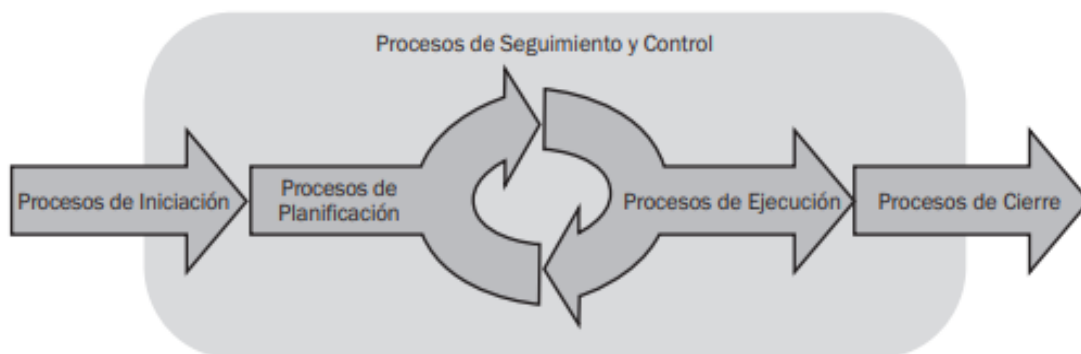 Procesos de Seguimiento y Control
Procesos de Iniciación
Procesos de
Planificación
Procesos de Ejecución
Procesos de Cierre